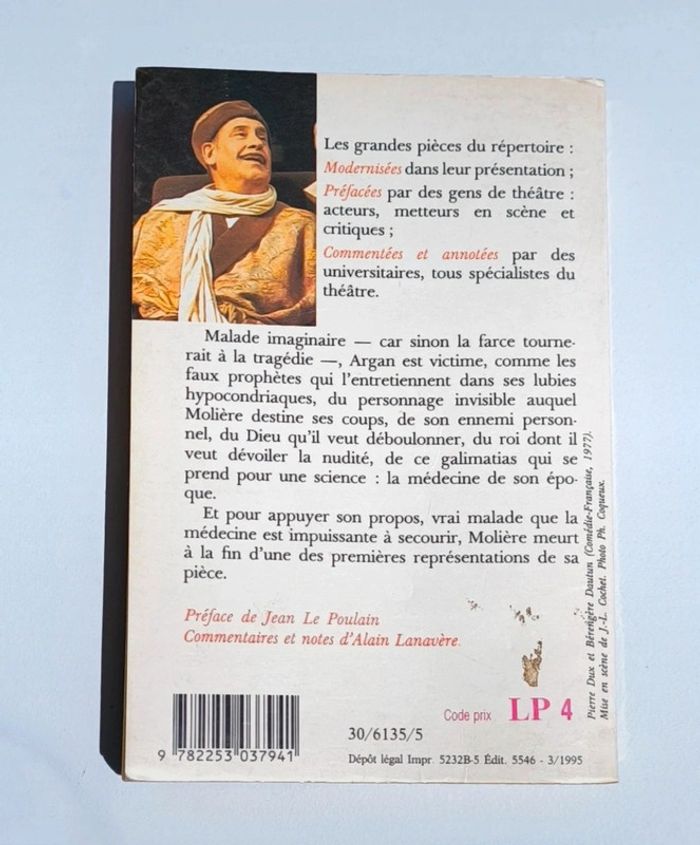 Les grandes pièces du répertoire :
Modernisées dans leur présentation ;
Préfacées par des gens de théâtre :
acteurs, metteurs en scène et
critiques ;
Commentées et annotées par des
universitaires, tous spécialistes du
théâtre.
Malade imaginaire — car sinon la farce tourne-
rait à la tragédie —, Argan est victime, comme les
faux prophètes qui l'entretiennent dans ses lubies
hypocondriaques, du personnage invisible auquel
Molière destine ses coups, de son ennemi person-
nel, du Dieu qu'il veut déboulonner, du roi dont il
veut dévoiler la nudité, de ce galimatias qui se
prend pour une science : la médecine de son épo-
que.
Et pour appuyer son propos, vrai malade que la
médecine est impuissante à secourir, Molière meurt
à la fin d'une des premières représentations de sa
pièce.
Préface de Jean Le Poulain
Commentaires et notes d'Alain Lanavère.
Pierre Dux et Bérengère Dautun (Comédie-Française, 1977).
Mise en scène de J.-L. Cochet. Photo Ph. Coqueux.
Code prix LP 4
30/6135/5
9 782253 037941
Dépôt légal Impr. 5232B-5 Édit. 5546 - 3/1995